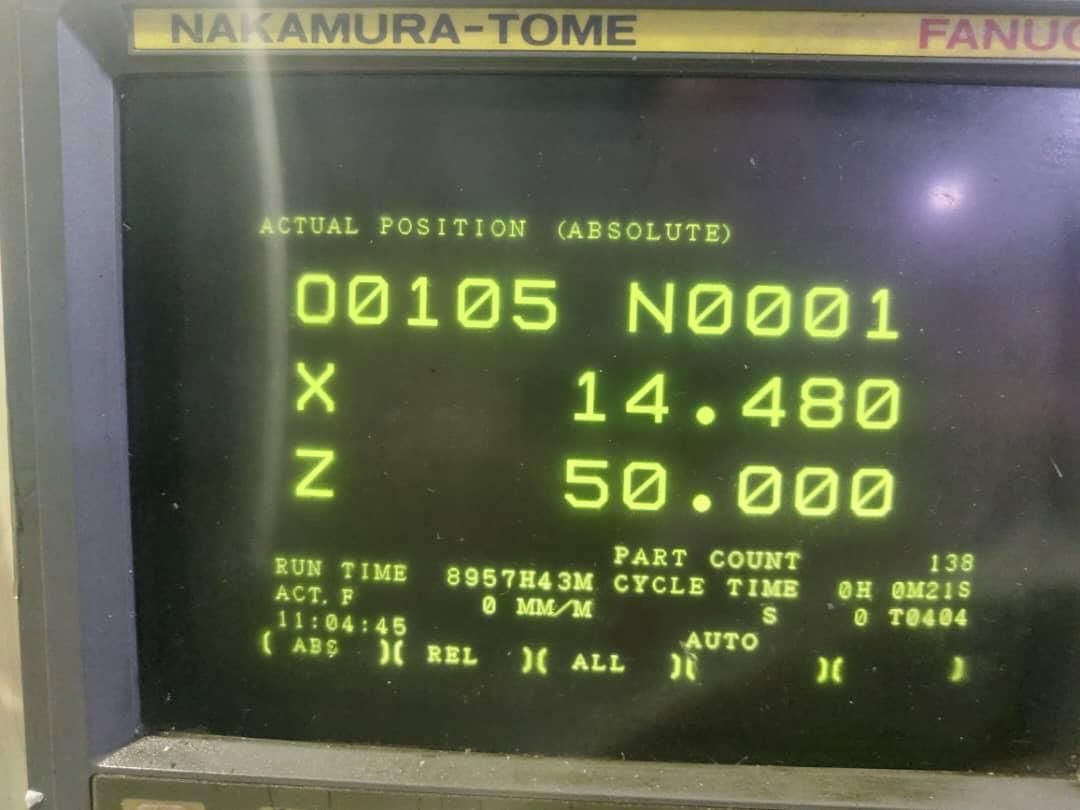 NAKAMURA-TOME FANUC
ACTUAL POSITION (ABSOLUTE)
O0105 N0001
X 14.480
Z 50.000
RUN TIME 8957H43M PART COUNT 138
ACT. F 0 MM/M CYCLE TIME 0H 0M21S
11:04:45 S 0 T0404
AUTO
( ABS )( REL )( ALL )( )( )